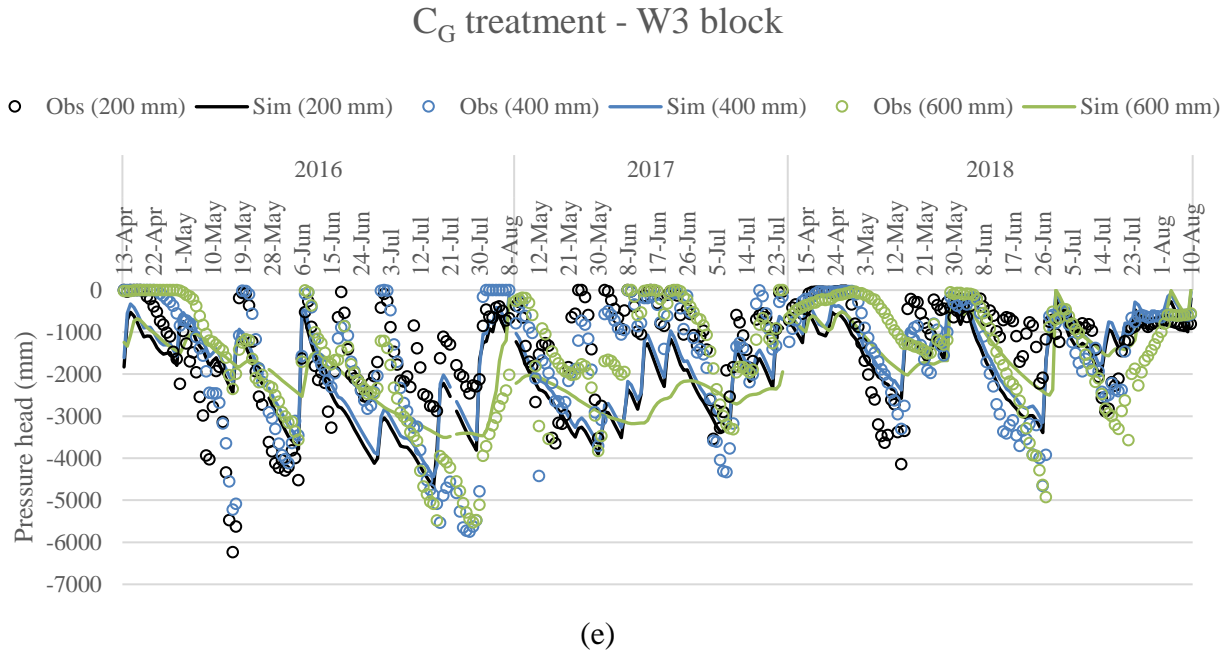 C_G treatment - W3 block
Obs (200 mm) Sim (200 mm) Obs (400 mm) Sim (400 mm) Obs (600 mm) Sim (600 mm)
2016 2017 2018
13-Apr 22-Apr 1-May 10-May 19-May 28-May 6-Jun 15-Jun 24-Jun 3-Jul 12-Jul 21-Jul 30-Jul 8-Aug 12-May 21-May 30-May 8-Jun 17-Jun 26-Jun 5-Jul 14-Jul 23-Jul 15-Apr 24-Apr 3-May 12-May 21-May 30-May 8-Jun 17-Jun 26-Jun 5-Jul 14-Jul 23-Jul 1-Aug 10-Aug
Pressure head (mm)
0
-1000
-2000
-3000
-4000
-5000
-6000
-7000
(e)